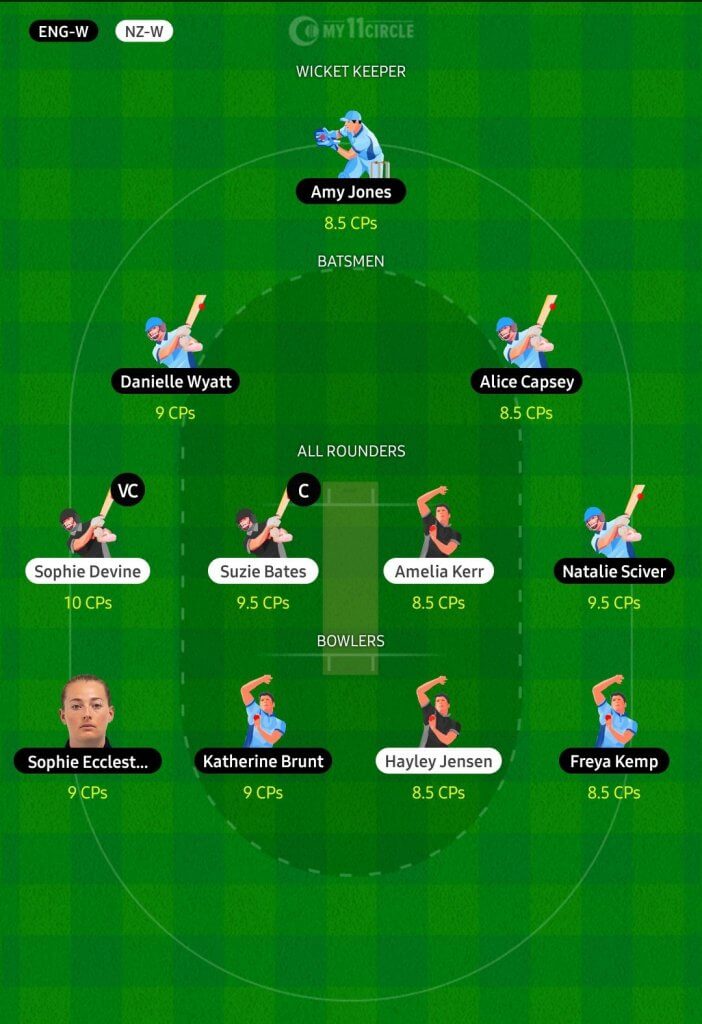 ENG-W NZ-W MY11CIRCLE
WICKET KEEPER
Amy Jones
8.5 CPs
BATSMEN
Danielle Wyatt Alice Capsey
9 CPs 8.5 CPs
ALL ROUNDERS
VC C
Sophie Devine Suzie Bates Amelia Kerr Natalie Sciver
10 CPs 9.5 CPs 8.5 CPs 9.5 CPs
BOWLERS
Sophie Ecclest... Katherine Brunt Hayley Jensen Freya Kemp
9 CPs 9 CPs 8.5 CPs 8.5 CPs